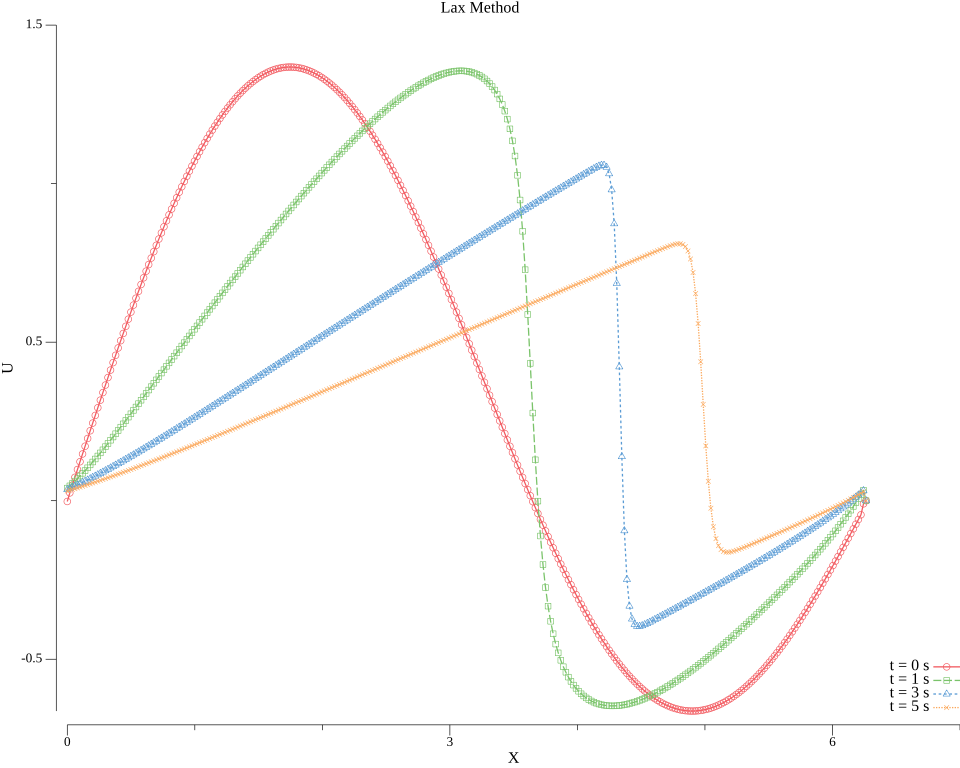 Lax Method
1.5
0.5
-0.5
U
0
3
6
X
t = 0 s
t = 1 s
t = 3 s
t = 5 s